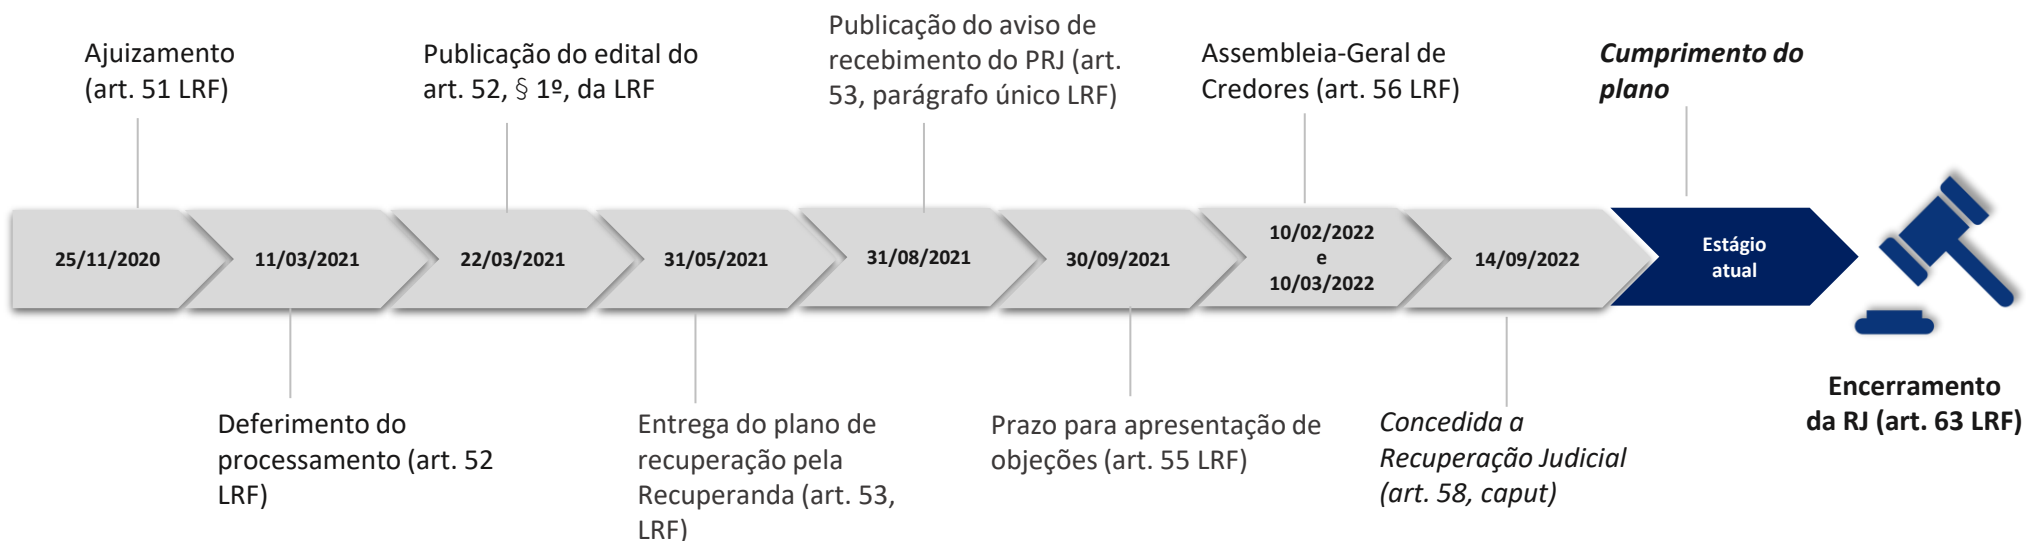 Ajuizamento
(art. 51 LRF)
Publicação do edital do
art. 52, § 1º, da LRF
Publicação do aviso de
recebimento do PRJ (art.
53, parágrafo único LRF)
Assembleia-Geral de
Credores (art. 56 LRF)
Cumprimento do
plano
25/11/2020
11/03/2021
22/03/2021
31/05/2021
31/08/2021
30/09/2021
10/02/2022
e
10/03/2022
14/09/2022
Estágio
atual
Deferimento do
processamento (art. 52
LRF)
Entrega do plano de
recuperação pela
Recuperanda (art. 53,
LRF)
Prazo para apresentação de
objeções (art. 55 LRF)
Concedida a
Recuperação Judicial
(art. 58, caput)
Encerramento
da RJ (art. 63 LRF)